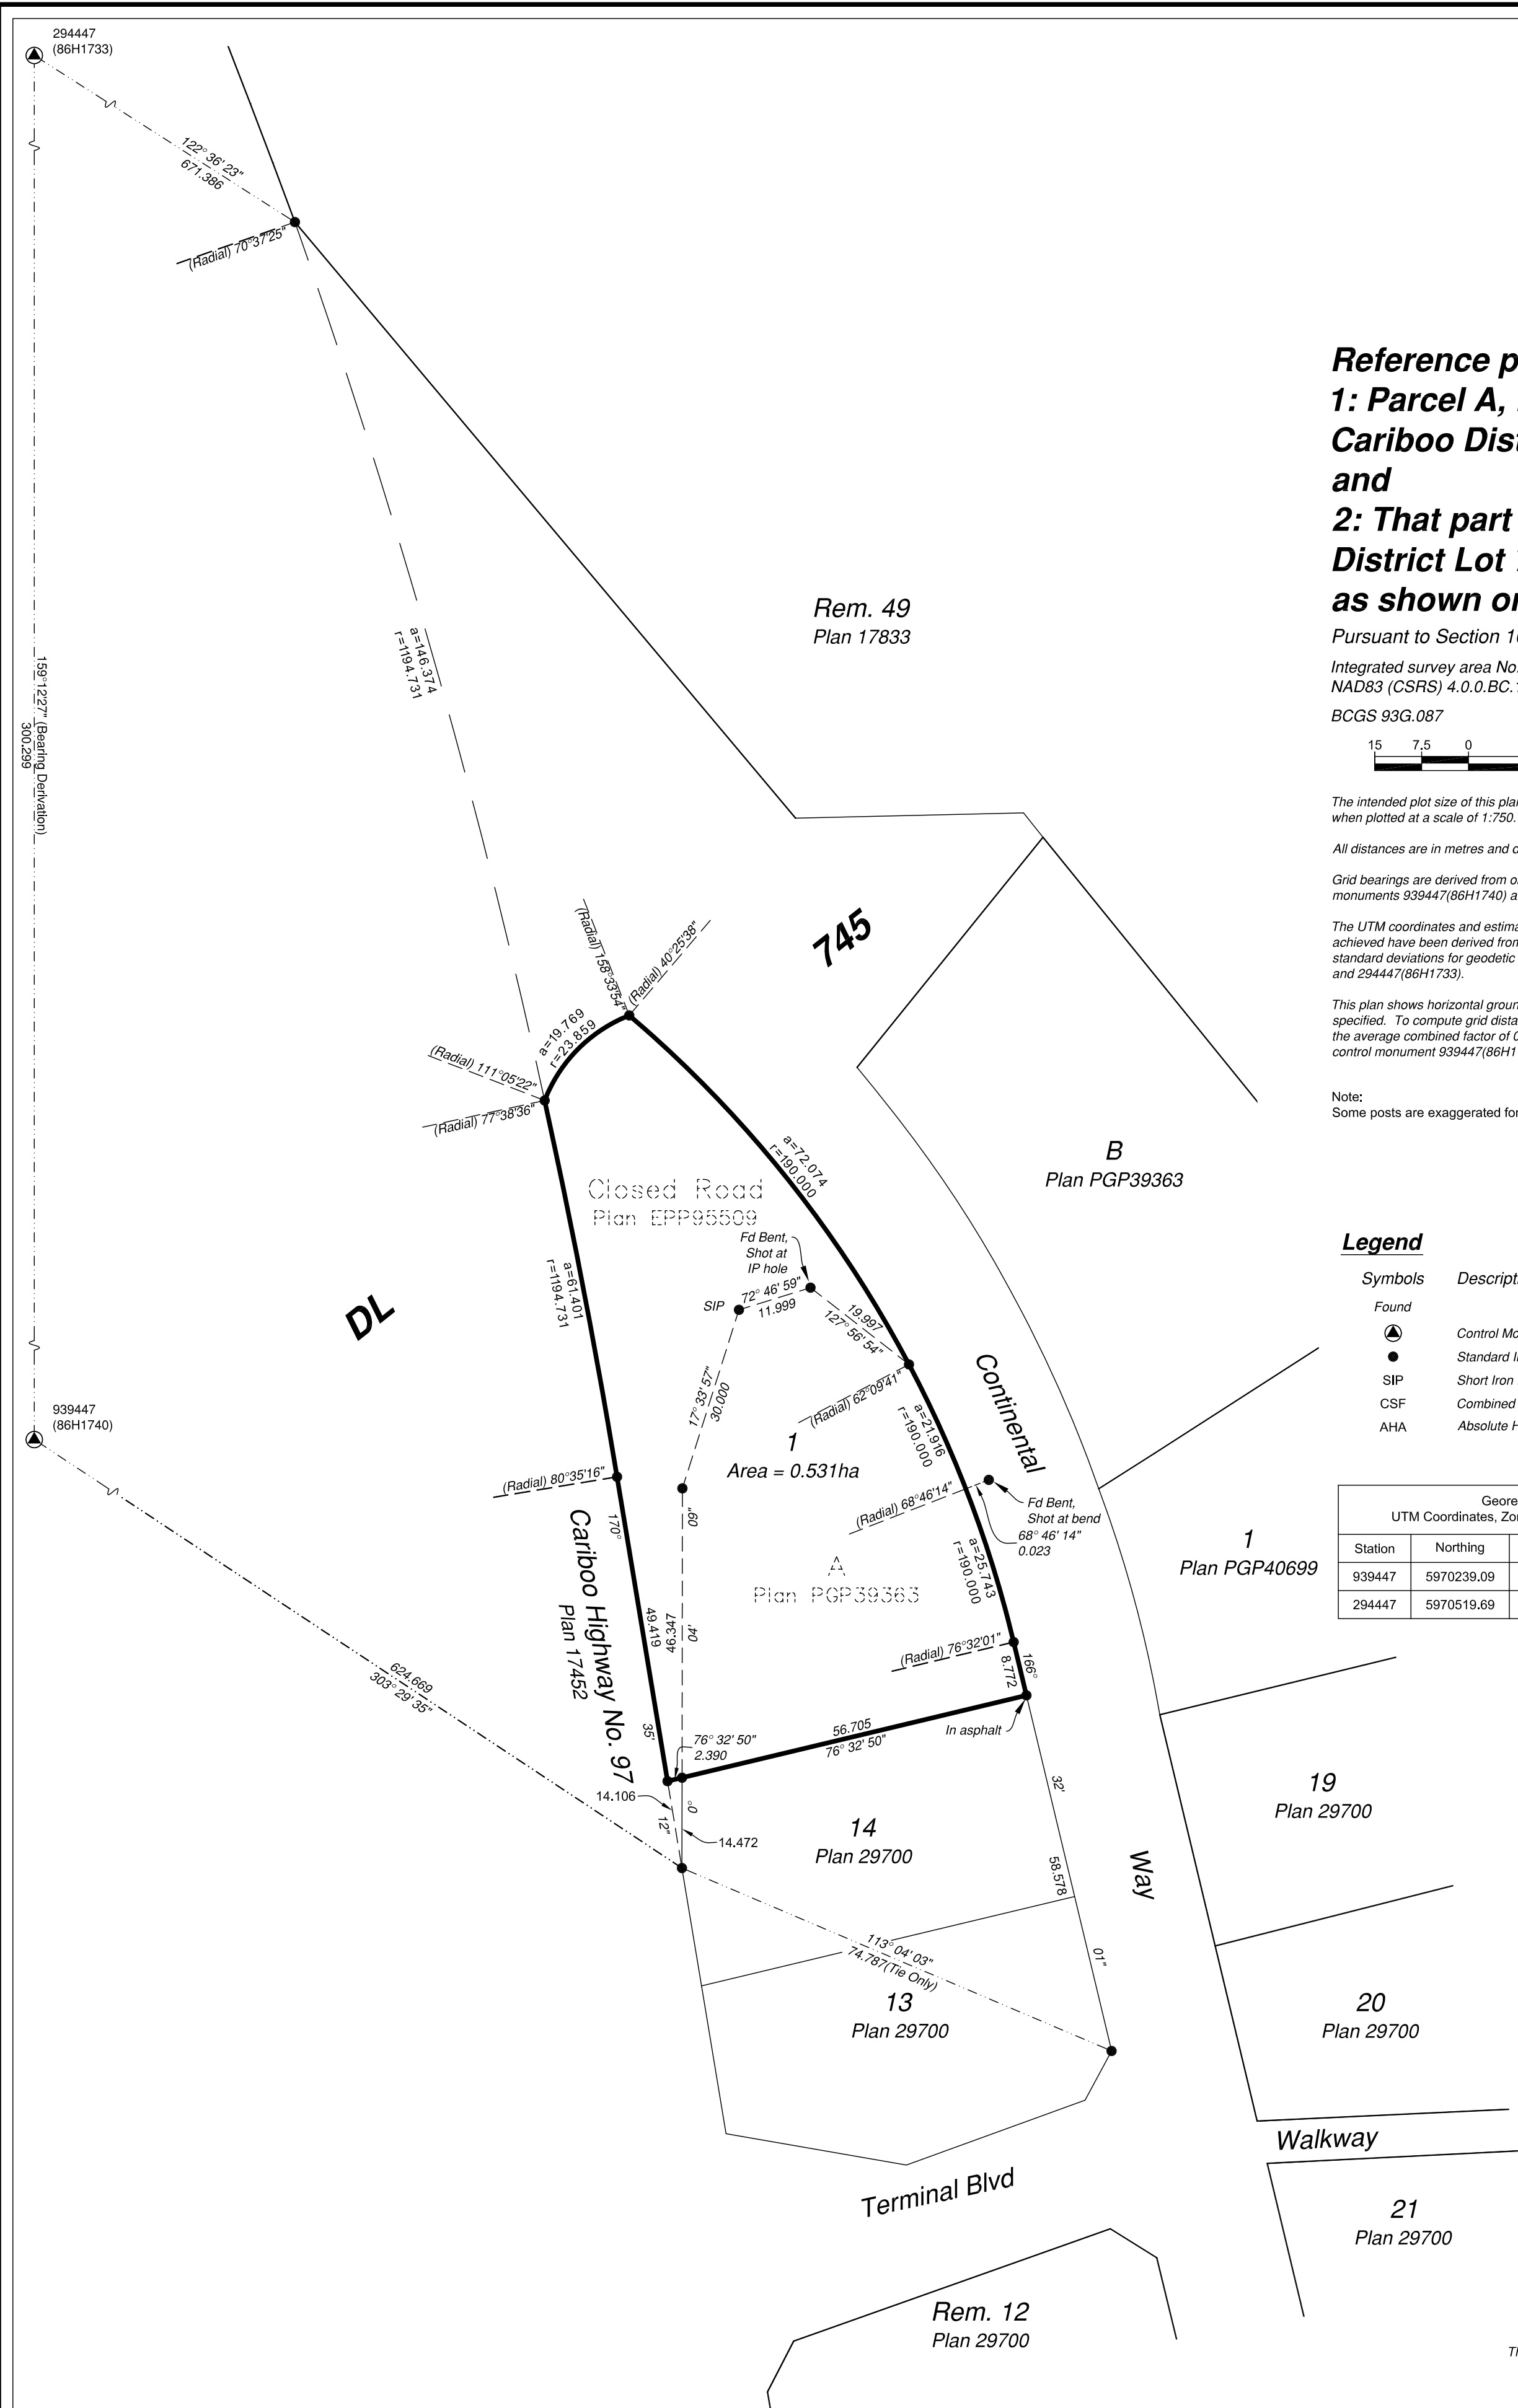 294447
(86H1733)
122° 36' 23"
671.386
(Radial) 70°37'25"
159°12'27" (Bearing Derivation)
300.299
a=146.374
r=1194.731
Rem. 49
Plan 17833
Reference p
1: Parcel A,
Cariboo Dist
and
2: That part
District Lot
as shown on
Pursuant to Section 1
Integrated survey area No.
NAD83 (CSRS) 4.0.0.BC.1
BCGS 93G.087
15 7.5 0
The intended plot size of this plan
when plotted at a scale of 1:750.
All distances are in metres and d
Grid bearings are derived from o
monuments 939447(86H1740) a
The UTM coordinates and estima
achieved have been derived from
standard deviations for geodetic
and 294447(86H1733).
This plan shows horizontal groun
specified. To compute grid dista
the average combined factor of 0
control monument 939447(86H1
Note:
Some posts are exaggerated for
745
(Radial) 158°33'54"
(Radial) 40°25'38"
a=19.769
r=23.859
(Radial) 111°05'22"
(Radial) 77°38'36"
a=72.074
r=190.000
B
Plan PGP39363
Closed Road
Plan EPP95509
Fd Bent,
Shot at
IP hole
72° 46' 59"
11.999
SIP
19.997
127° 56' 54"
a=61.401
r=1194.731
DL
17° 33' 57"
30.000
(Radial) 62°09'41"
a=21.916
r=190.000
Continental
1
Area = 0.531ha
Legend
Symbols Descripti
Found
Control Mo
Standard I
SIP Short Iron
CSF Combined
AHA Absolute H
939447
(86H1740)
(Radial) 80°35'16"
(Radial) 68°46'14"
Fd Bent,
Shot at bend
68° 46' 14"
0.023
Geore
UTM Coordinates, Zon
Station Northing
939447 5970239.09
294447 5970519.69
1
Plan PGP40699
170°
09"
Cariboo Highway No. 97
Plan 17452
A
Plan PGP39363
a=25.743
r=190.000
49.419
46.347
04'
(Radial) 76°32'01"
166°
8.772
624.669
303° 29' 35"
35'
76° 32' 50"
2.390
56.705
76° 32' 50"
In asphalt
14.106
0°
12"
14.472
32'
14
Plan 29700
19
Plan 29700
58.578
Way
113° 04' 03"
74.787(Tie Only)
01"
13
Plan 29700
20
Plan 29700
Walkway
Terminal Blvd
21
Plan 29700
Rem. 12
Plan 29700
Th